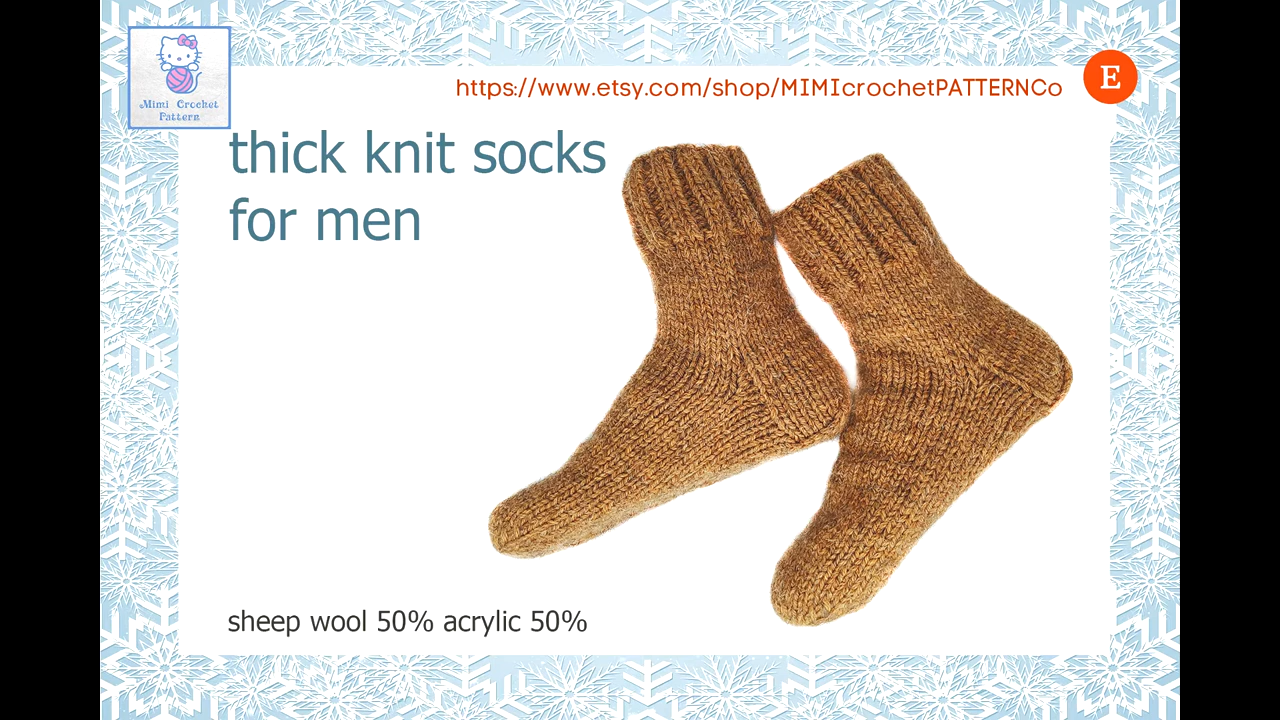 Mimi Crochet
Pattern
https://www.etsy.com/shop/MIMIcrochetPATTERNCo
E
thick knit socks
for men
sheep wool 50% acrylic 50%